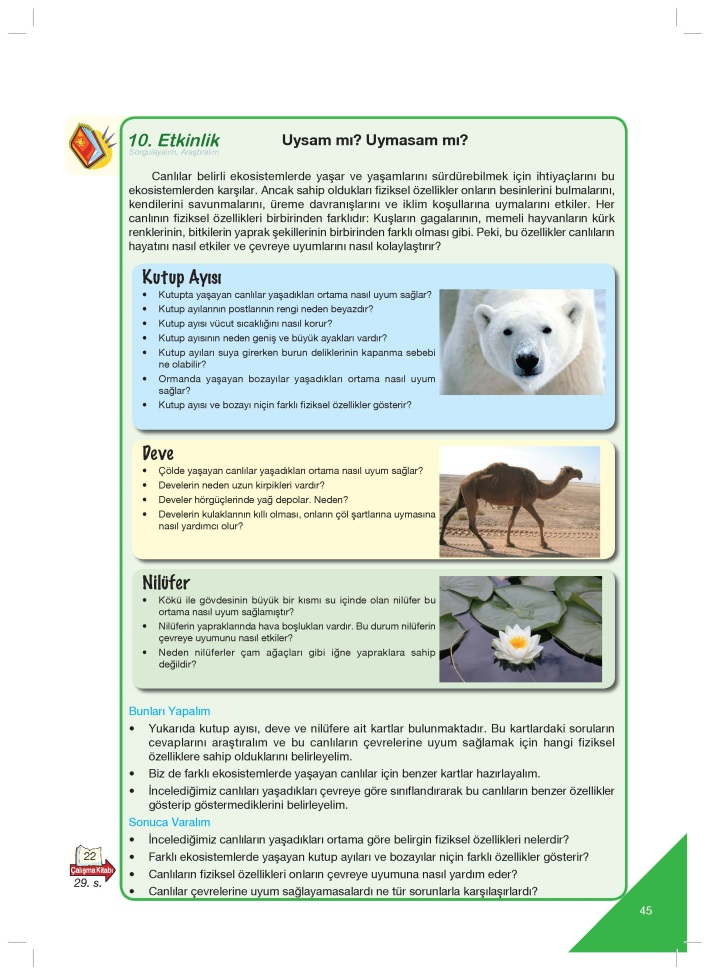 10. Etkinlik
Sorgulayalım, Araştıralım
Uysam mı? Uymasam mı?
Canlılar belirli ekosistemlerde yaşar ve yaşamlarını sürdürebilmek için ihtiyaçlarını bu
ekosistemlerden karşılar. Ancak sahip oldukları fiziksel özellikler onların besinlerini bulmalarını,
kendilerini savunmalarını, üreme davranışlarını ve iklim koşullarına uymalarını etkiler. Her
canlının fiziksel özellikleri birbirinden farklıdır: Kuşların gagalarının, memeli hayvanların kürk
renklerinin, bitkilerin yaprak şekillerinin birbirinden farklı olması gibi. Peki, bu özellikler canlıların
hayatını nasıl etkiler ve çevreye uyumlarını nasıl kolaylaştırır?
Kutup Ayısı
• Kutupta yaşayan canlılar yaşadıkları ortama nasıl uyum sağlar?
• Kutup ayılarının postlarının rengi neden beyazdır?
• Kutup ayısı vücut sıcaklığını nasıl korur?
• Kutup ayısının neden geniş ve büyük ayakları vardır?
• Kutup ayıları suya girerken burun deliklerinin kapanma sebebi
ne olabilir?
• Ormanda yaşayan bozayılar yaşadıkları ortama nasıl uyum
sağlar?
• Kutup ayısı ve bozayı niçin farklı fiziksel özellikler gösterir?
Deve
• Çölde yaşayan canlılar yaşadıkları ortama nasıl uyum sağlar?
• Develerin neden uzun kirpikleri vardır?
• Develer hörgüçlerinde yağ depolar. Neden?
• Develerin kulaklarının kıllı olması, onların çöl şartlarına uymasına
nasıl yardımcı olur?
Nilüfer
• Kökü ile gövdesinin büyük bir kısmı su içinde olan nilüfer bu
ortama nasıl uyum sağlamıştır?
• Nilüferin yapraklarında hava boşlukları vardır. Bu durum nilüferin
çevreye uyumunu nasıl etkiler?
• Neden nilüferler çam ağaçları gibi iğne yapraklara sahip
değildir?
Bunları Yapalım
• Yukarıda kutup ayısı, deve ve nilüfere ait kartlar bulunmaktadır. Bu kartlardaki soruların
cevaplarını araştıralım ve bu canlıların çevrelerine uyum sağlamak için hangi fiziksel
özelliklere sahip olduklarını belirleyelim.
• Biz de farklı ekosistemlerde yaşayan canlılar için benzer kartlar hazırlayalım.
• İncelediğimiz canlıları yaşadıkları çevreye göre sınıflandırarak bu canlıların benzer özellikler
gösterip göstermediklerini belirleyelim.
Sonuca Varalım
• İncelediğimiz canlıların yaşadıkları ortama göre belirgin fiziksel özellikleri nelerdir?
• Farklı ekosistemlerde yaşayan kutup ayıları ve bozayılar niçin farklı özellikler gösterir?
• Canlıların fiziksel özellikleri onların çevreye uyumuna nasıl yardım eder?
• Canlılar çevrelerine uyum sağlayamasalardı ne tür sorunlarla karşılaşırlardı?
22
Çalışma Kitabı
29. s.
45